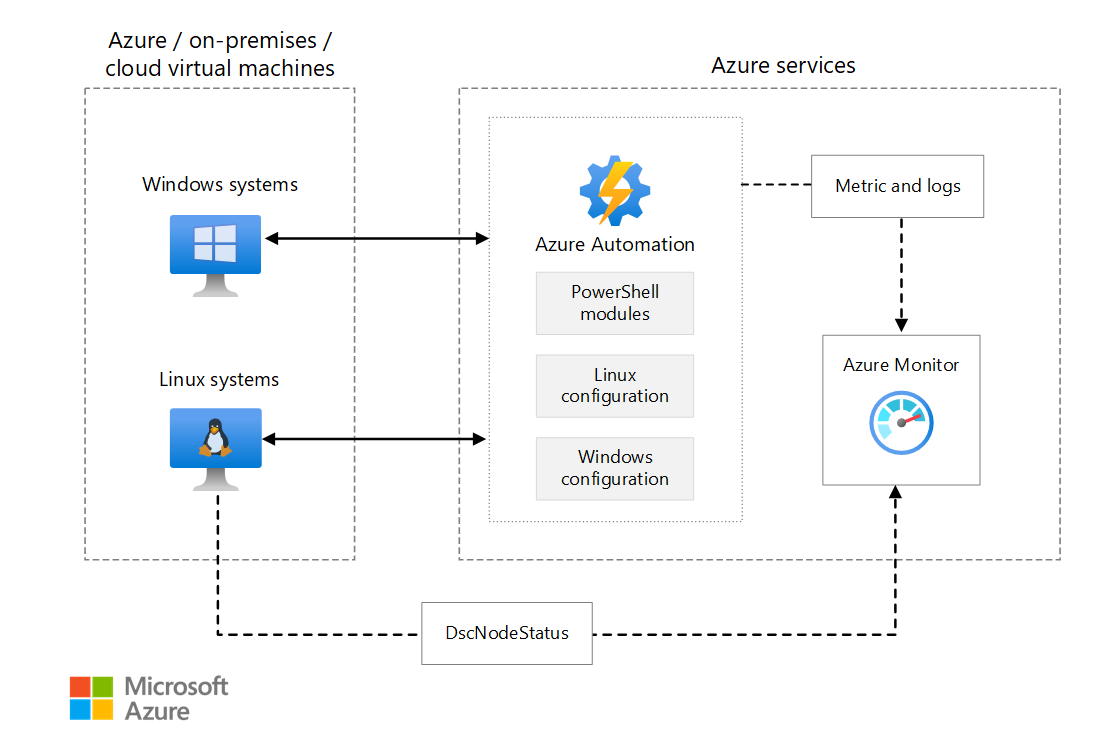 Azure / on-premises /
cloud virtual machines
Azure services
Windows systems
Linux systems
Azure Automation
PowerShell
modules
Linux
configuration
Windows
configuration
Metric and logs
Azure Monitor
DscNodeStatus
Microsoft
Azure